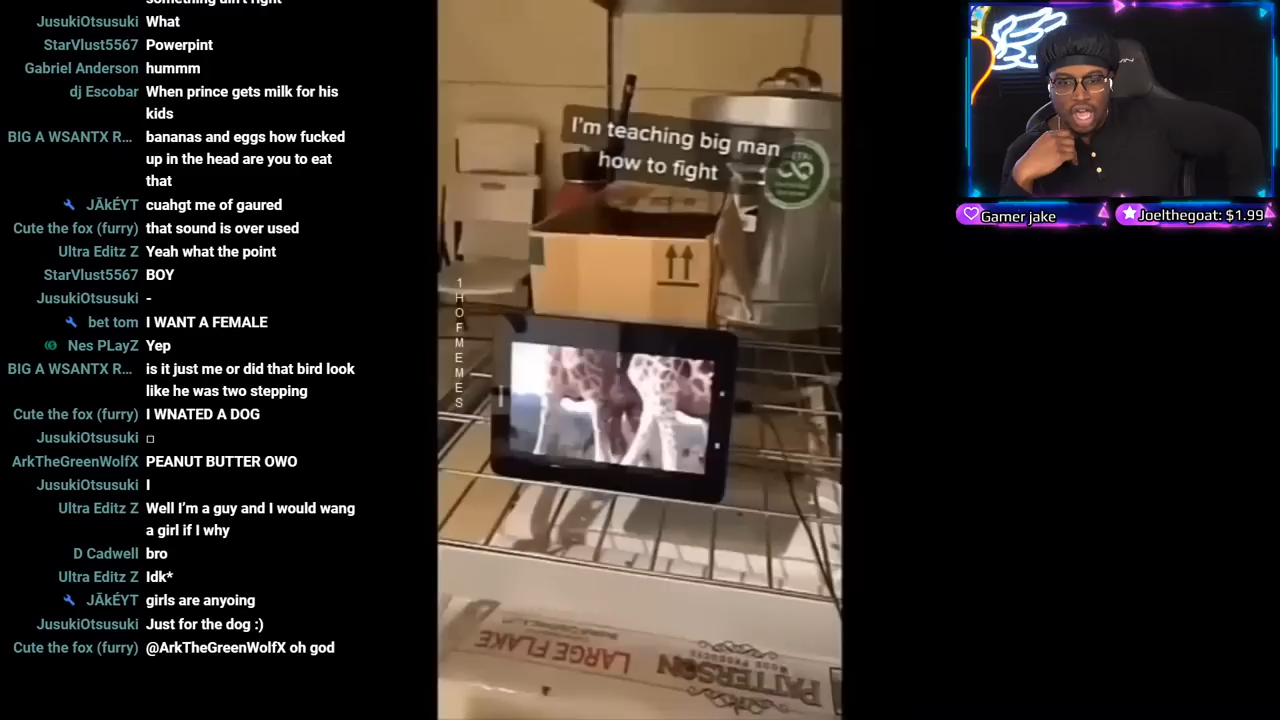 something ain't right
JusukiOtsusuki What
StarVlust5567 Powerpint
Gabriel Anderson hummm
dj Escobar When prince gets milk for his
kids
BIG A WSANTX R... bananas and eggs how fucked
up in the head are you to eat
that
JÃkÉYT cuahgt me of gaured
Cute the fox (furry) that sound is over used
Ultra Editz Z Yeah what the point
StarVlust5567 BOY
JusukiOtsusuki -
bet tom I WANT A FEMALE
Nes PLayZ Yep
BIG A WSANTX R... is it just me or did that bird look
like he was two stepping
Cute the fox (furry) I WNATED A DOG
JusukiOtsusuki □
ArkTheGreenWolfX PEANUT BUTTER OWO
JusukiOtsusuki I
Ultra Editz Z Well I'm a guy and I would wang
a girl if I why
D Cadwell bro
Ultra Editz Z Idk*
JÃkÉYT girls are anyoing
JusukiOtsusuki Just for the dog :)
Cute the fox (furry) @ArkTheGreenWolfX oh god
I'm teaching big man
how to fight
1HOFMEMES
LARGE FLAKE
PATTERSON
WOOD PRODUCTS
Gamer jake
Joelthegoat: $1.99